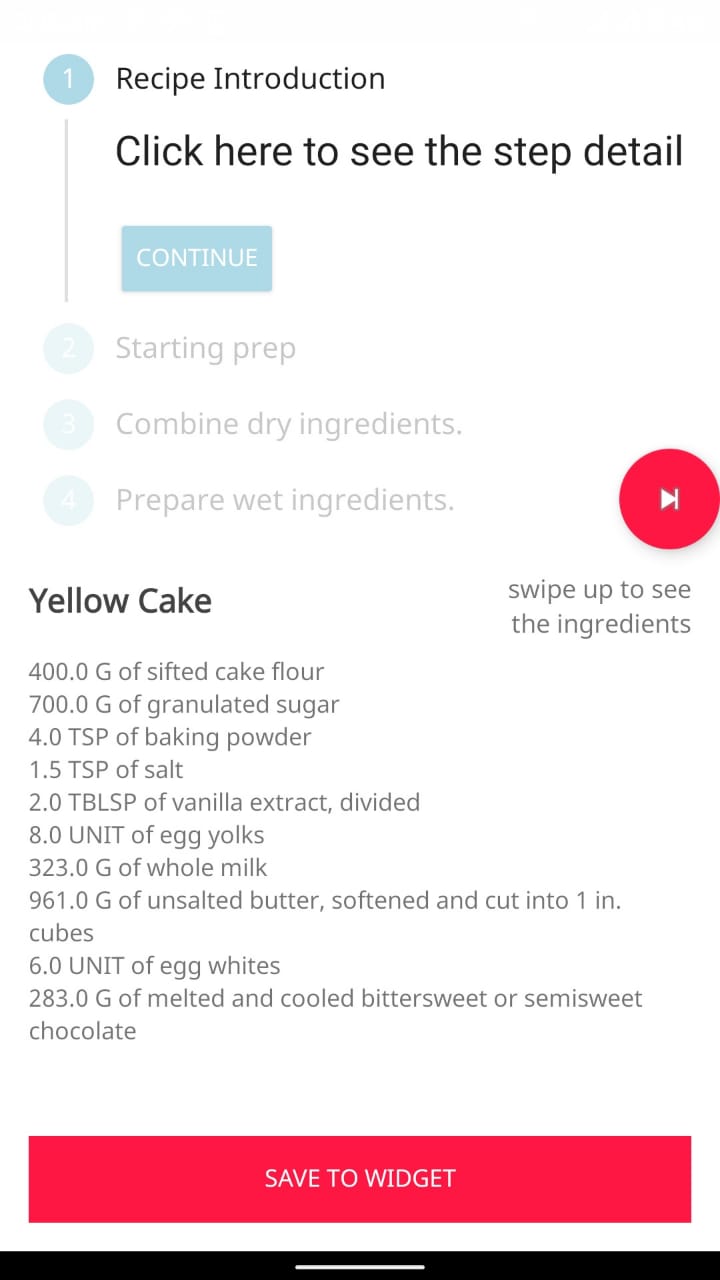 1 Recipe Introduction
Click here to see the step detail
CONTINUE
2 Starting prep
3 Combine dry ingredients.
4 Prepare wet ingredients.
Yellow Cake
swipe up to see
the ingredients
400.0 G of sifted cake flour
700.0 G of granulated sugar
4.0 TSP of baking powder
1.5 TSP of salt
2.0 TBLSP of vanilla extract, divided
8.0 UNIT of egg yolks
323.0 G of whole milk
961.0 G of unsalted butter, softened and cut into 1 in.
cubes
6.0 UNIT of egg whites
283.0 G of melted and cooled bittersweet or semisweet
chocolate
SAVE TO WIDGET